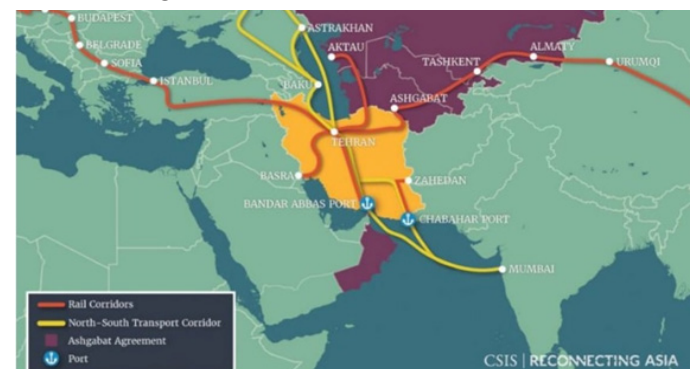 BUDAPEST
ASTRAKHAN
BELGRADE
AKTAU
ALMATY
SOFIA
TASHKENT
URUMQI
ISTANBUL
BAKU
ASHGABAT
TEHRAN
BASRA
ZAHEDAN
BANDAR ABBAS PORT
CHABAHAR PORT
MUMBAI
Rail Corridors
North-South Transport Corridor
Ashgabat Agreement
Port
CSIS | RECONNECTING ASIA